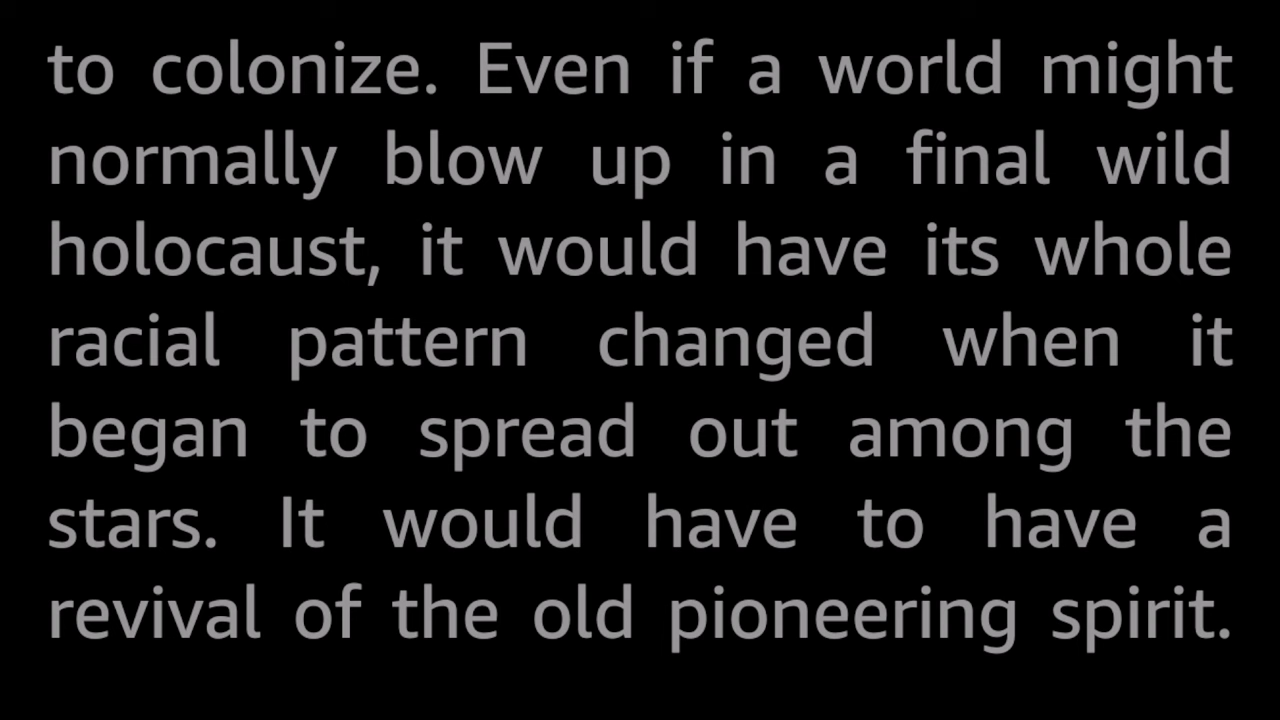 to colonize. Even if a world might
normally blow up in a final wild
holocaust, it would have its whole
racial pattern changed when it
began to spread out among the
stars. It would have to have a
revival of the old pioneering spirit.